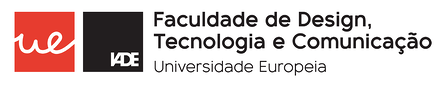 ue
IADE
Faculdade de Design,
Tecnologia e Comunicação
Universidade Europeia